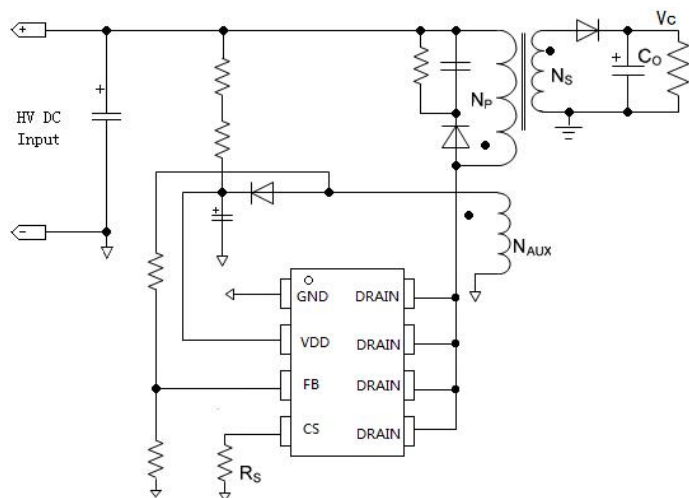 +
Vc
+
Co
+
HV DC
Input
NP
NS
-
+
NAUX
GND
DRAIN
VDD
DRAIN
FB
DRAIN
CS
DRAIN
RS